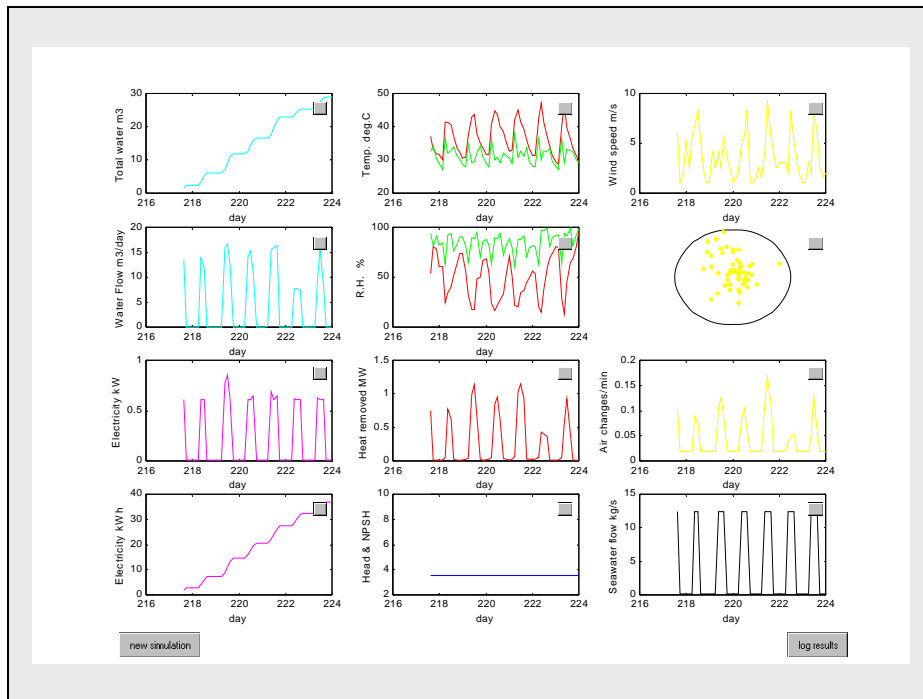 30
20
10
0
Total water m3
216 218 220 222 224
day
50
40
30
20
Temp. deg.C
216 218 220 222 224
day
10
5
0
Wind speed m/s
216 218 220 222 224
day
20
15
10
5
0
Water Flow m3/day
216 218 220 222 224
day
100
50
0
R.H. %
216 218 220 222 224
day
1
0.5
0
Electricity kW
216 218 220 222 224
day
1.5
1
0.5
0
Heat removed MW
216 218 220 222 224
day
0.2
0.15
0.1
0.05
0
Air changes/min
216 218 220 222 224
day
40
30
20
10
0
Electricity kWh
216 218 220 222 224
day
10
8
6
4
2
Head & NPSH
216 218 220 222 224
day
15
10
5
0
Seawater flow kg/s
216 218 220 222 224
day
new simulation
log results